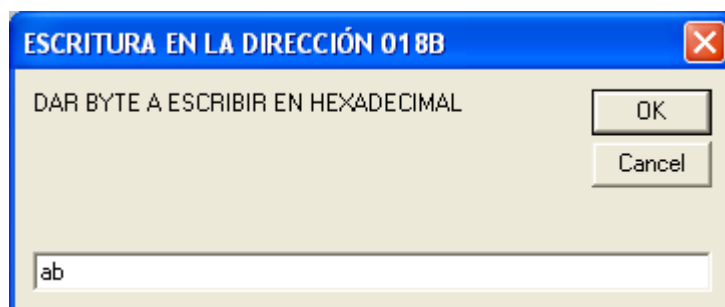 ESCRITURA EN LA DIRECCIÓN 018B
DAR BYTE A ESCRIBIR EN HEXADECIMAL
OK
Cancel
ab